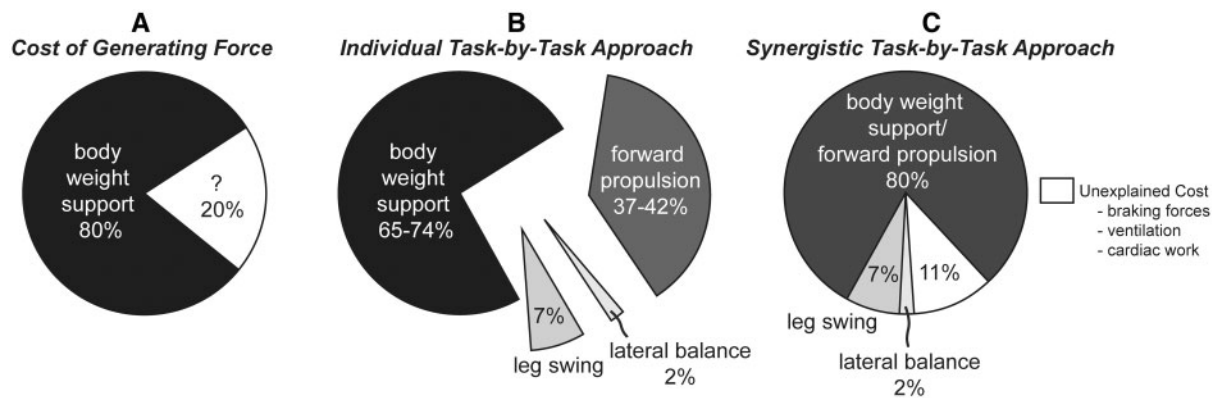 A
Cost of Generating Force
body
weight
support
80%
?
20%
B
Individual Task-by-Task Approach
body
weight
support
65-74%
forward
propulsion
37-42%
7%
leg swing
lateral balance
2%
C
Synergistic Task-by-Task Approach
body weight
support/
forward propulsion
80%
7%
11%
leg swing
lateral balance
2%
Unexplained Cost
- braking forces
- ventilation
- cardiac work